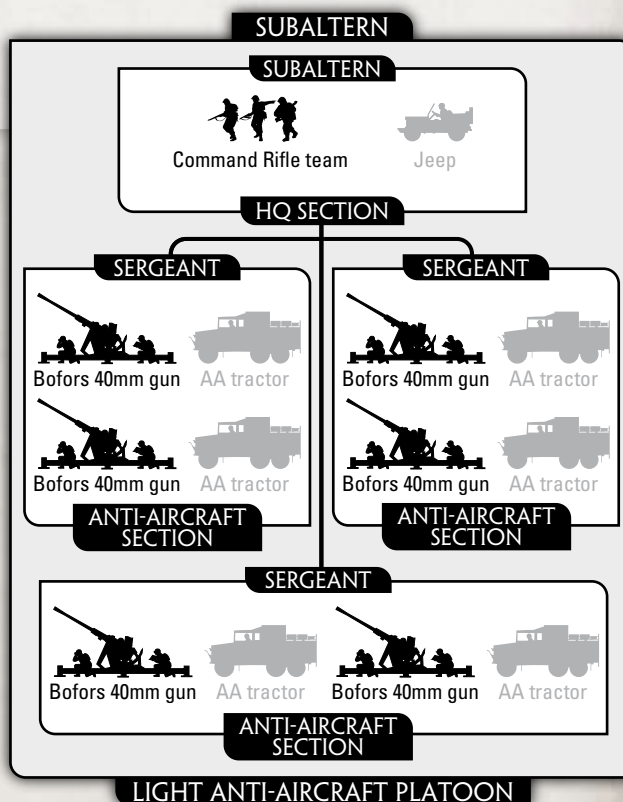 SUBALTERN
SUBALTERN
Command Rifle team
Jeep
HQ SECTION
SERGEANT
Bofors 40mm gun
AA tractor
Bofors 40mm gun
AA tractor
ANTI-AIRCRAFT
SECTION
SERGEANT
Bofors 40mm gun
AA tractor
Bofors 40mm gun
AA tractor
ANTI-AIRCRAFT
SECTION
SERGEANT
Bofors 40mm gun
AA tractor
Bofors 40mm gun
AA tractor
ANTI-AIRCRAFT
SECTION
LIGHT ANTI-AIRCRAFT PLATOON